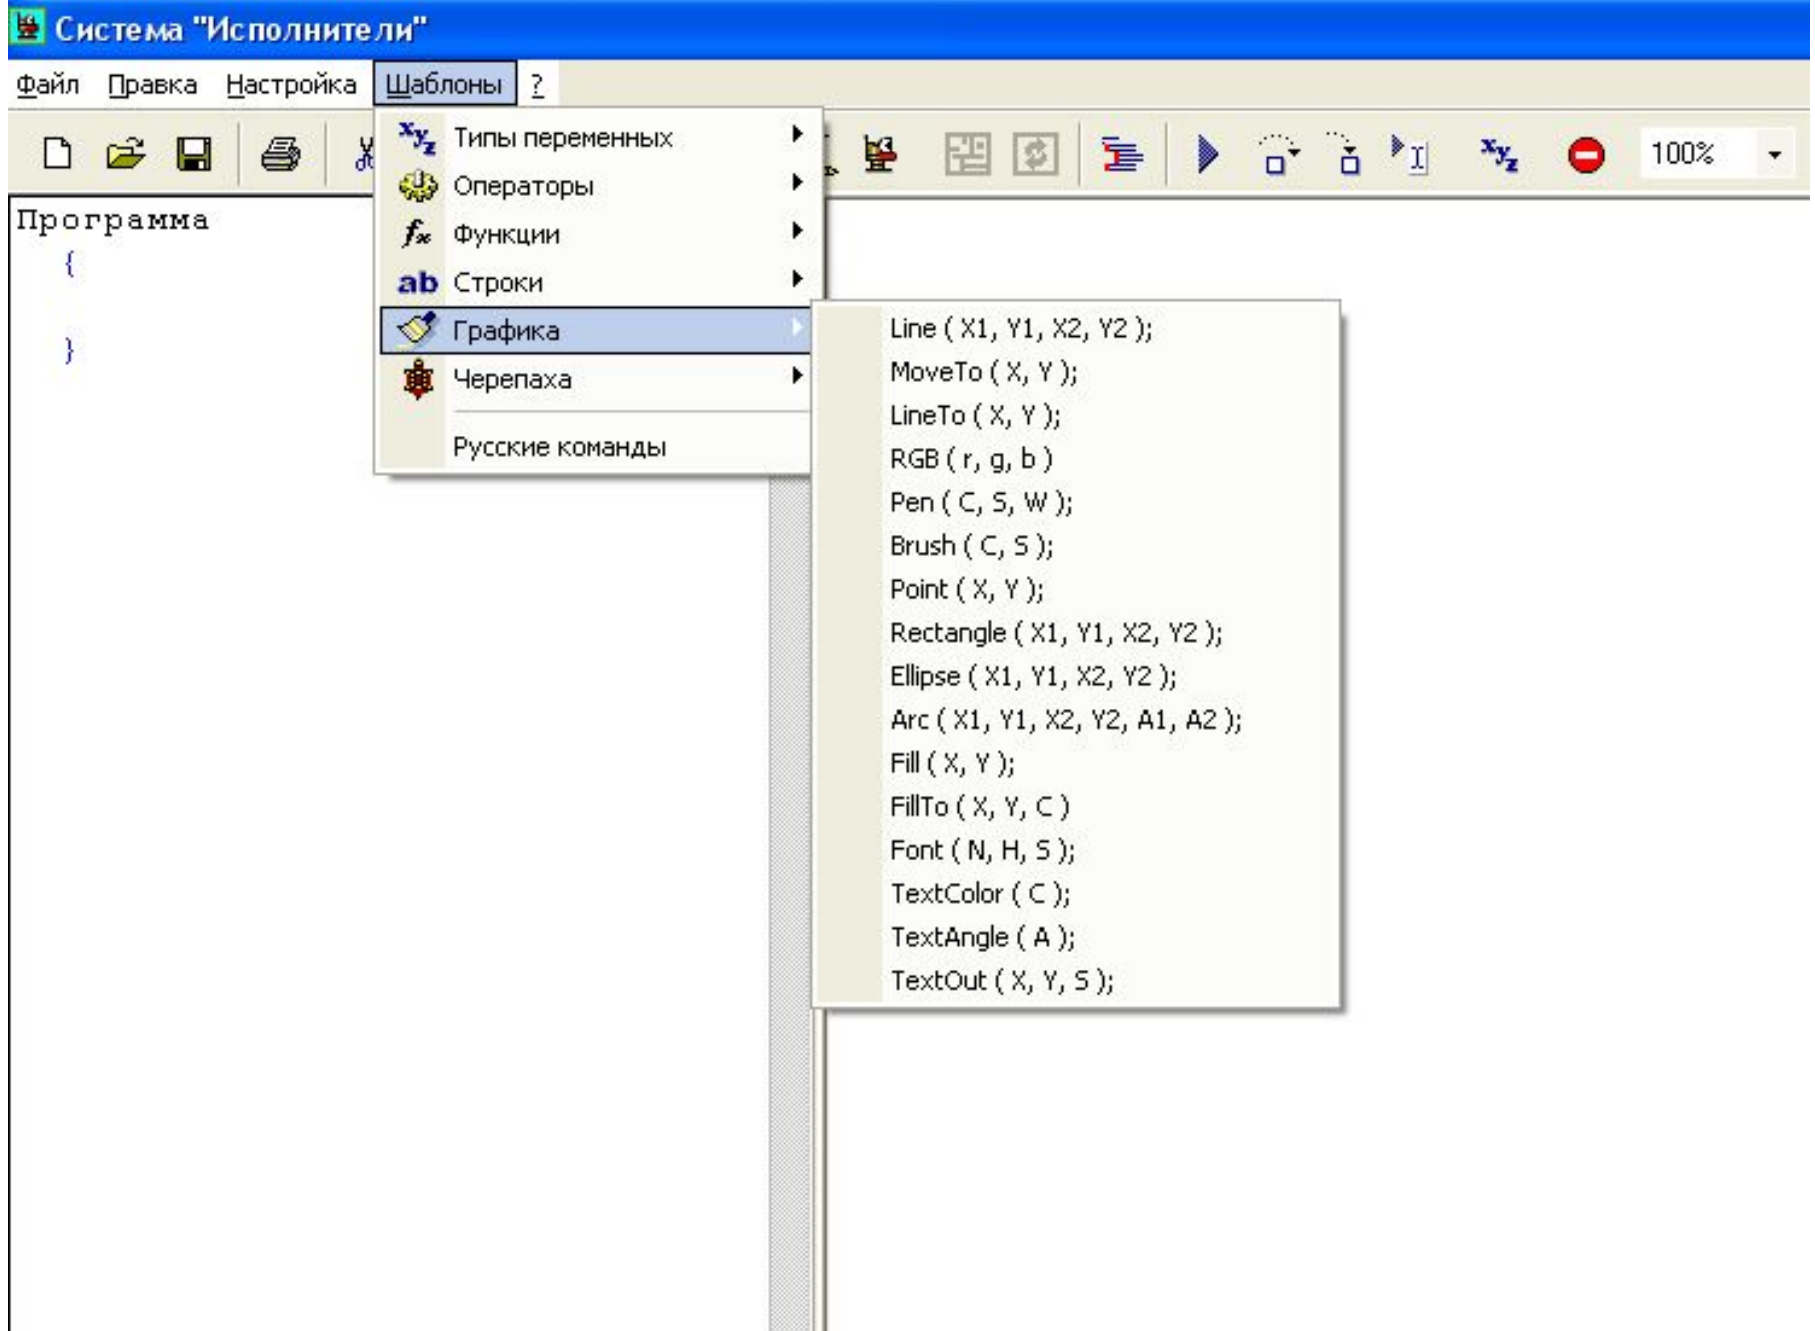 Система "Исполнители"
Файл Правка Настройка Шаблоны ?
100%
Программа
{
}
Типы переменных
Операторы
Функции
Строки
Графика
Черепаха
Русские команды
Line ( X1, Y1, X2, Y2 );
MoveTo ( X, Y );
LineTo ( X, Y );
RGB ( r, g, b )
Pen ( C, S, W );
Brush ( C, S );
Point ( X, Y );
Rectangle ( X1, Y1, X2, Y2 );
Ellipse ( X1, Y1, X2, Y2 );
Arc ( X1, Y1, X2, Y2, A1, A2 );
Fill ( X, Y );
FillTo ( X, Y, C )
Font ( N, H, S );
TextColor ( C );
TextAngle ( A );
TextOut ( X, Y, S );